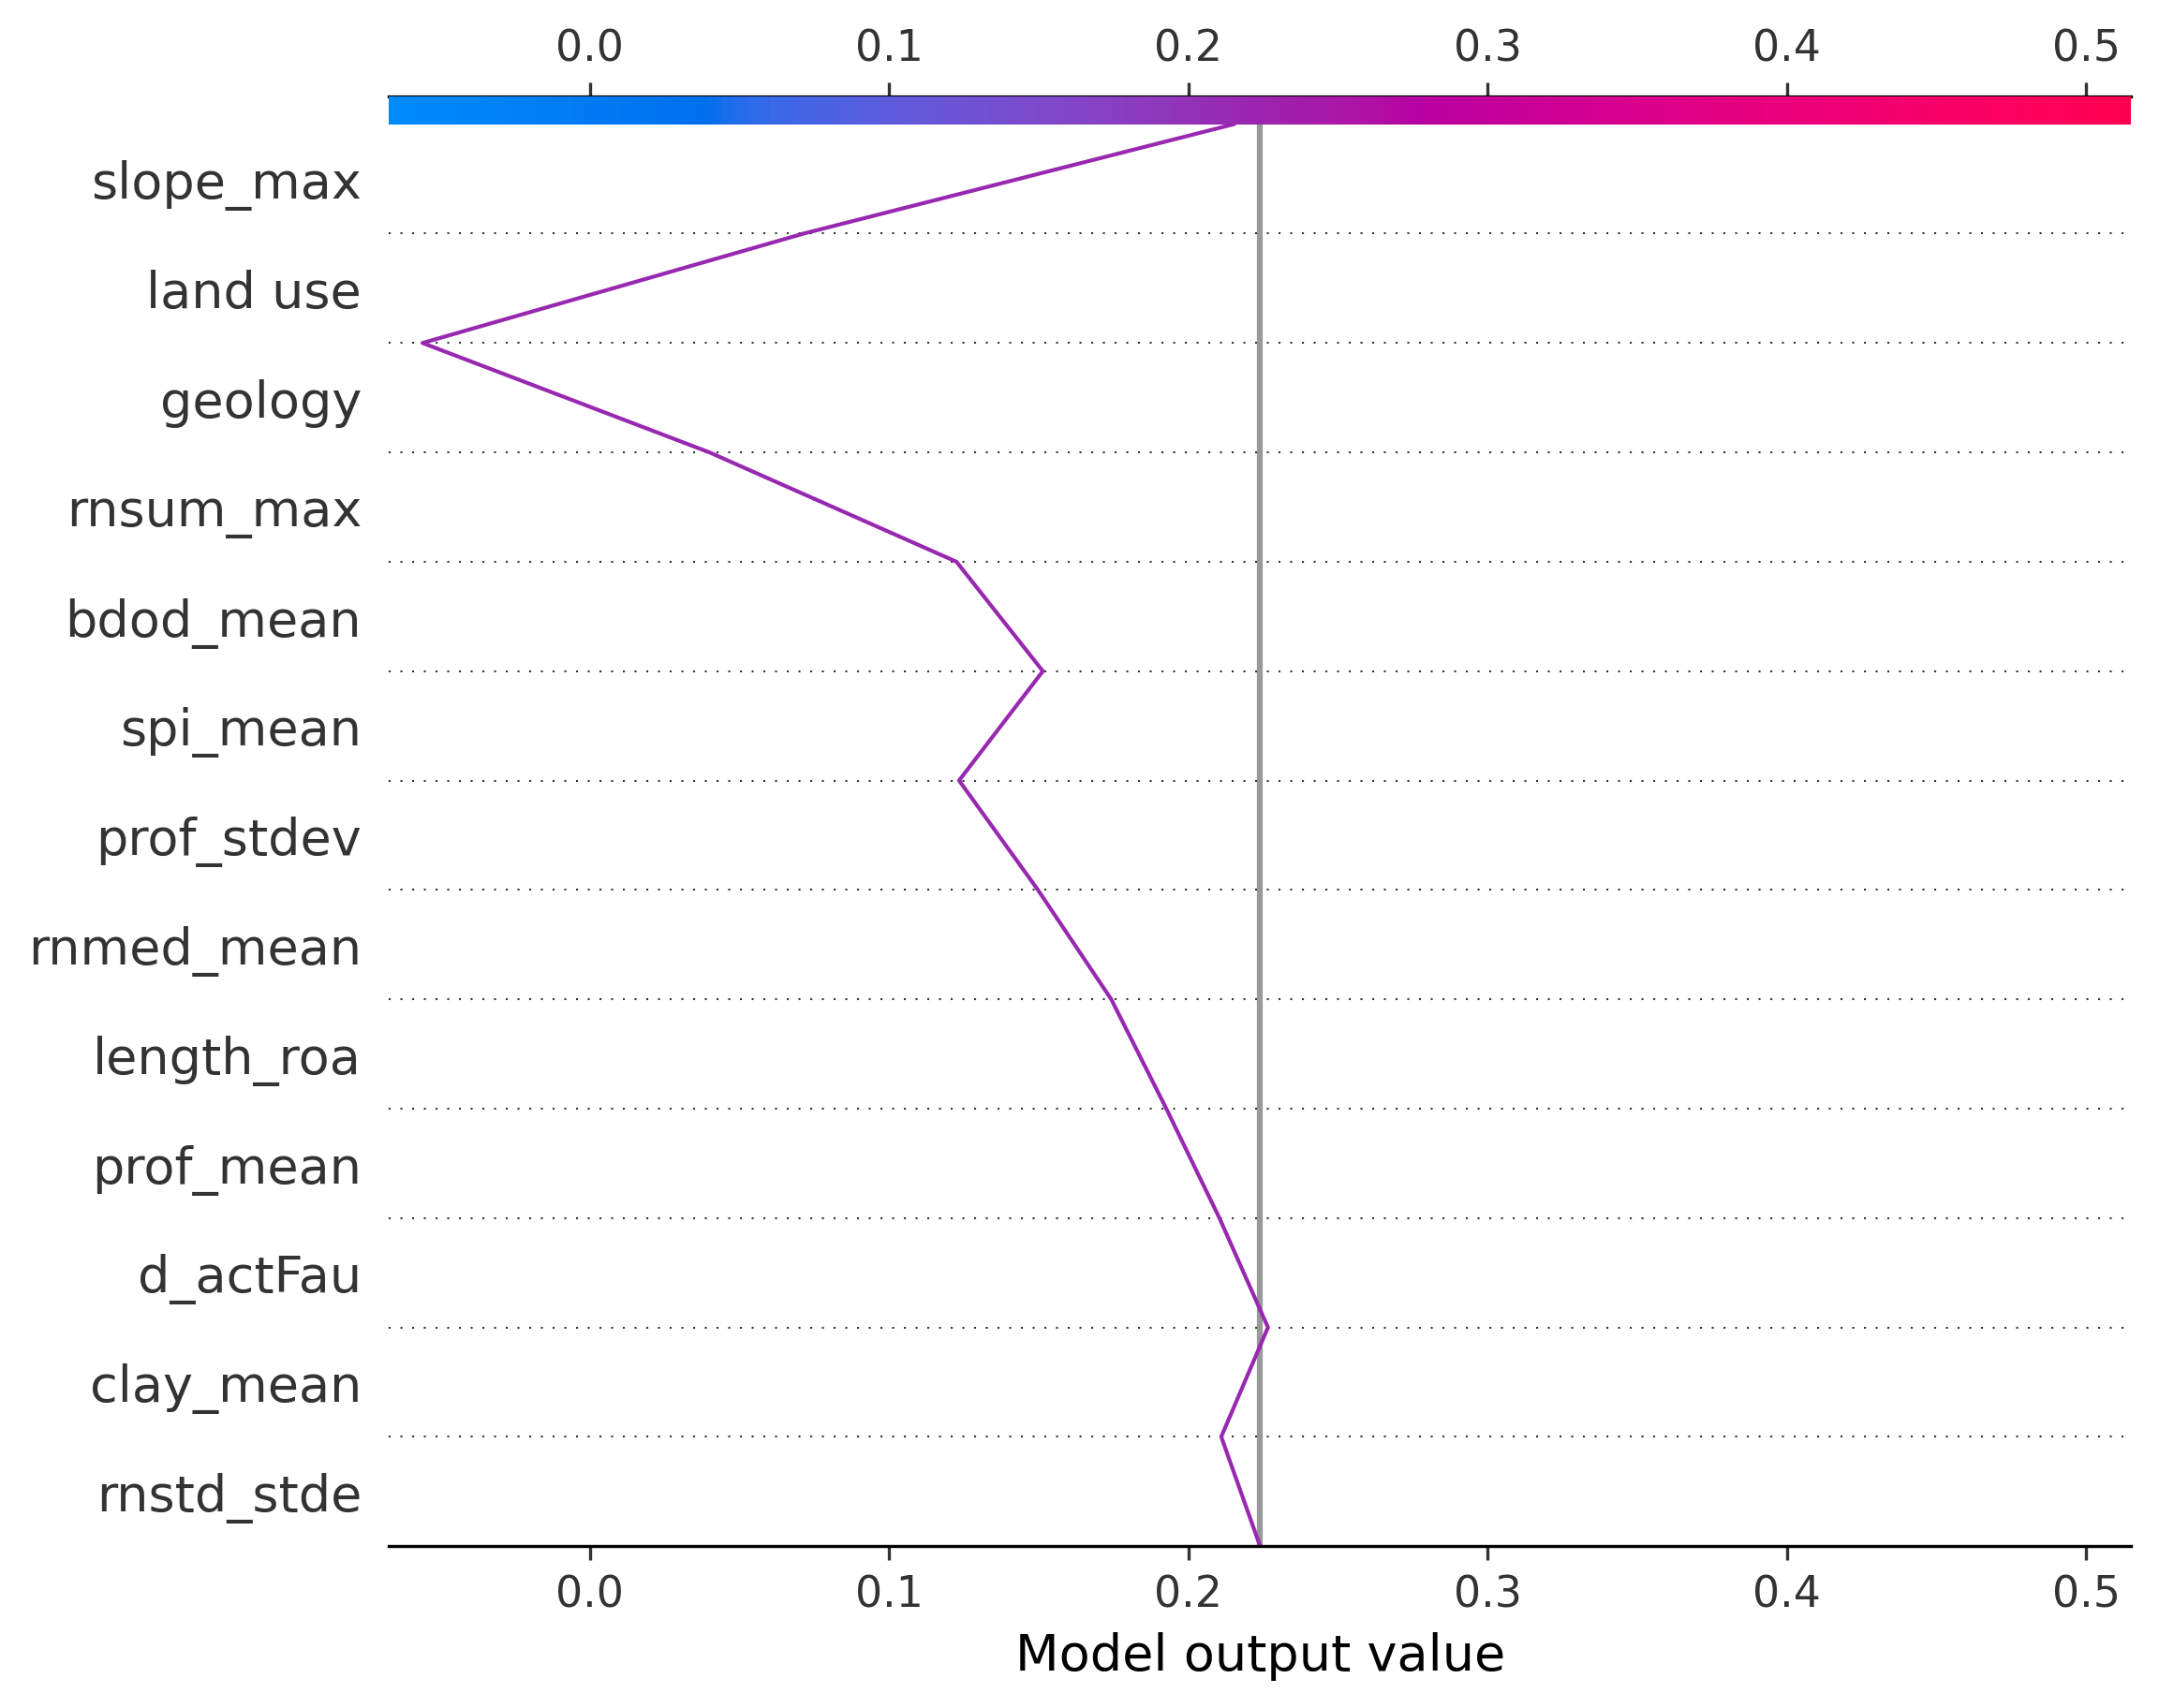 0.0 0.1 0.2 0.3 0.4 0.5
slope_max
land use
geology
rnsum_max
bdod_mean
spi_mean
prof_stdev
rnmed_mean
length_roa
prof_mean
d_actFau
clay_mean
rnstd_stde
0.0 0.1 0.2 0.3 0.4 0.5
Model output value